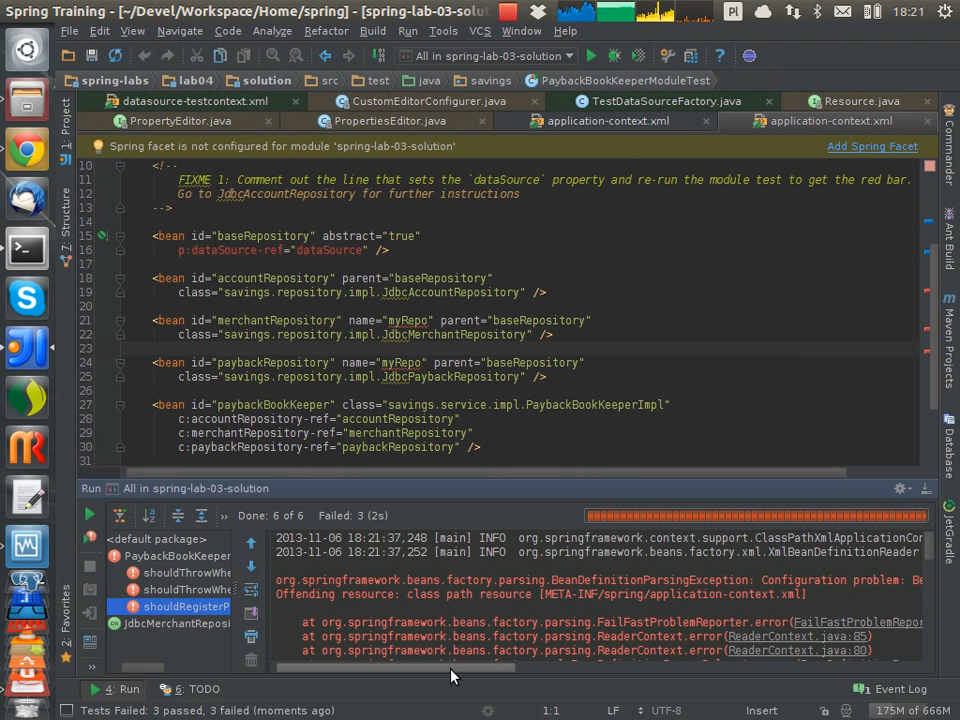 Spring Training - [~/Devel/Workspace/Home/spring] - [spring-lab-03-solut
Pl
18:21
File Edit View Navigate Code Analyze Refactor Build Run Tools VCS Window Help
All in spring-lab-03-solution
spring-labs lab04 solution src test java savings PaybackBookKeeperModuleTest
datasource-testcontext.xml CustomEditorConfigurer.java TestDataSourceFactory.java Resource.java
PropertyEditor.java PropertiesEditor.java application-context.xml application-context.xml
Spring facet is not configured for module 'spring-lab-03-solution' Add Spring Facet
10 <!--
11 FIXME 1: Comment out the line that sets the `dataSource` property and re-run the module test to get the red bar.
12 Go to JdbcAccountRepository for further instructions
13 -->
14
15 <bean id="baseRepository" abstract="true"
16 p:dataSource-ref="dataSource" />
17
18 <bean id="accountRepository" parent="baseRepository"
19 class="savings.repository.impl.JdbcAccountRepository" />
20
21 <bean id="merchantRepository" name="myRepo" parent="baseRepository"
22 class="savings.repository.impl.JdbcMerchantRepository" />
23
24 <bean id="paybackRepository" name="myRepo" parent="baseRepository"
25 class="savings.repository.impl.JdbcPaybackRepository" />
26
27 <bean id="paybackBookKeeper" class="savings.service.impl.PaybackBookKeeperImpl"
28 c:accountRepository-ref="accountRepository"
29 c:merchantRepository-ref="merchantRepository"
30 c:paybackRepository-ref="paybackRepository" />
31
1: Project
7: Structure
2: Favorites
Commander
Ant Build
Maven Projects
Database
JetGradle
Run All in spring-lab-03-solution
Done: 6 of 6 Failed: 3 (2s)
<default package>
PaybackBookKeeper
shouldThrowWhe
shouldThrowWhe
shouldRegisterP
JdbcMerchantReposi
2013-11-06 18:21:37,248 [main] INFO org.springframework.context.support.ClassPathXmlApplicationCon
2013-11-06 18:21:37,252 [main] INFO org.springframework.beans.factory.xml.XmlBeanDefinitionReader
org.springframework.beans.factory.parsing.BeanDefinitionParsingException: Configuration problem: Be
Offending resource: class path resource [META-INF/spring/application-context.xml]
at org.springframework.beans.factory.parsing.FailFastProblemReporter.error(FailFastProblemRepor
at org.springframework.beans.factory.parsing.ReaderContext.error(ReaderContext.java:85)
at org.springframework.beans.factory.parsing.ReaderContext.error(ReaderContext.java:80)
4: Run 6: TODO
1 Event Log
Tests Failed: 3 passed, 3 failed (moments ago)
1:1 LF UTF-8 Insert 175M of 666M